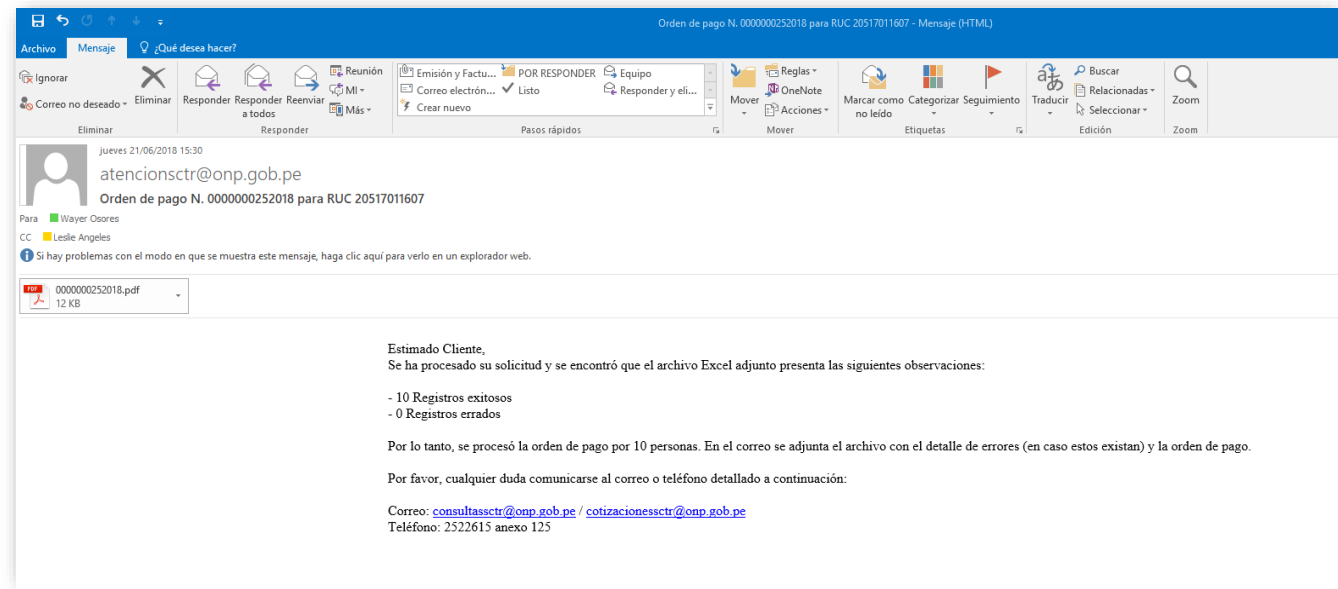 Orden de pago N. 0000000252018 para RUC 20517011607 - Mensaje (HTML)
Archivo Mensaje ¿Qué desea hacer?
Ignorar
Correo no deseado
Eliminar
Eliminar
Responder Responder a todos Reenviar
Reunión
MI
Más
Responder
Emisión y Factu... POR RESPONDER Equipo
Correo electrón... Listo Responder y eli...
Crear nuevo
Pasos rápidos
Mover
Reglas
OneNote
Acciones
Mover
Marcar como no leído Categorizar Seguimiento
Etiquetas
Traducir
Buscar
Relacionadas
Seleccionar
Edición
Zoom
Zoom
jueves 21/06/2018 15:30
atencionsctr@onp.gob.pe
Orden de pago N. 0000000252018 para RUC 20517011607
Para Wayer Osores
CC Leslie Angeles
Si hay problemas con el modo en que se muestra este mensaje, haga clic aquí para verlo en un explorador web.
PDF
0000000252018.pdf
12 KB
Estimado Cliente,
Se ha procesado su solicitud y se encontró que el archivo Excel adjunto presenta las siguientes observaciones:
- 10 Registros exitosos
- 0 Registros errados
Por lo tanto, se procesó la orden de pago por 10 personas. En el correo se adjunta el archivo con el detalle de errores (en caso estos existan) y la orden de pago.
Por favor, cualquier duda comunicarse al correo o teléfono detallado a continuación:
Correo: consultassctr@onp.gob.pe / cotizacionessctr@onp.gob.pe
Teléfono: 2522615 anexo 125